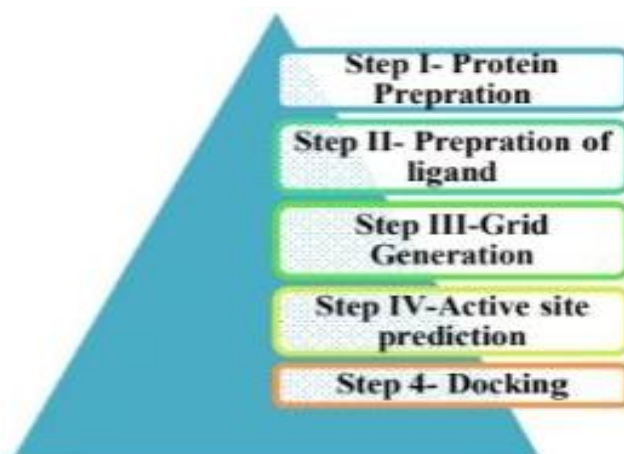 Step I- Protein
Prepration
Step II- Prepration of
ligand
Step III-Grid
Generation
Step IV-Active site
prediction
Step 4- Docking